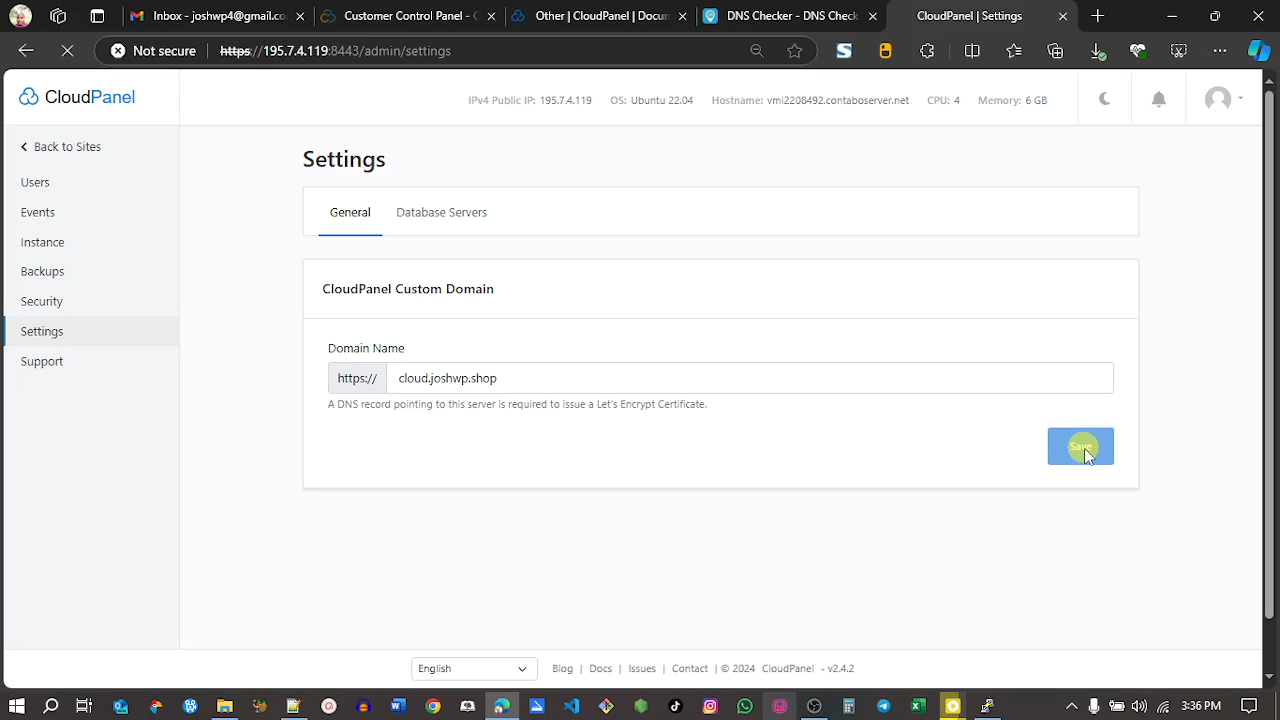 Inbox - joshwp4@gmail.co
Customer Control Panel - C
Other | CloudPanel | Docum
DNS Checker - DNS Check
CloudPanel | Settings
Not secure
https://195.7.4.119:8443/admin/settings
CloudPanel
IPv4 Public IP: 195.7.4.119 OS: Ubuntu 22.04 Hostname: vmi2208492.contaboserver.net CPU: 4 Memory: 6 GB
Back to Sites
Users
Events
Instance
Backups
Security
Settings
Support
Settings
General
Database Servers
CloudPanel Custom Domain
Domain Name
https:// cloud.joshwp.shop
A DNS record pointing to this server is required to issue a Let's Encrypt Certificate.
Save
English
Blog | Docs | Issues | Contact | © 2024 CloudPanel - v2.4.2
3:36 PM